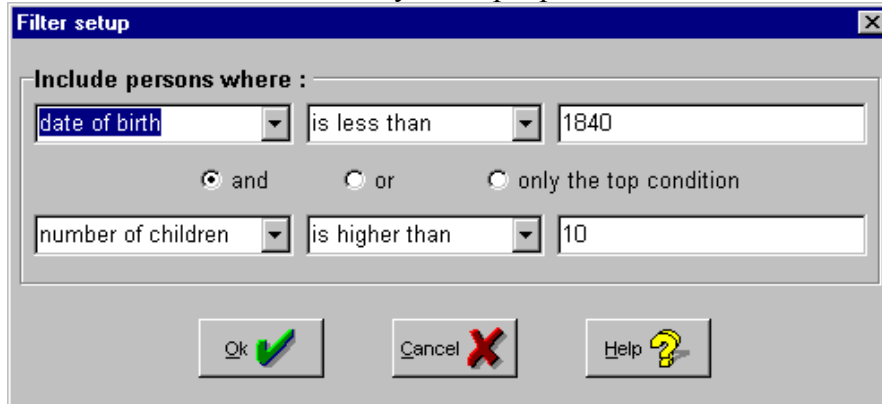 Filter setup
Include persons where :
date of birth is less than 1840
and or only the top condition
number of children is higher than 10
Ok Cancel Help